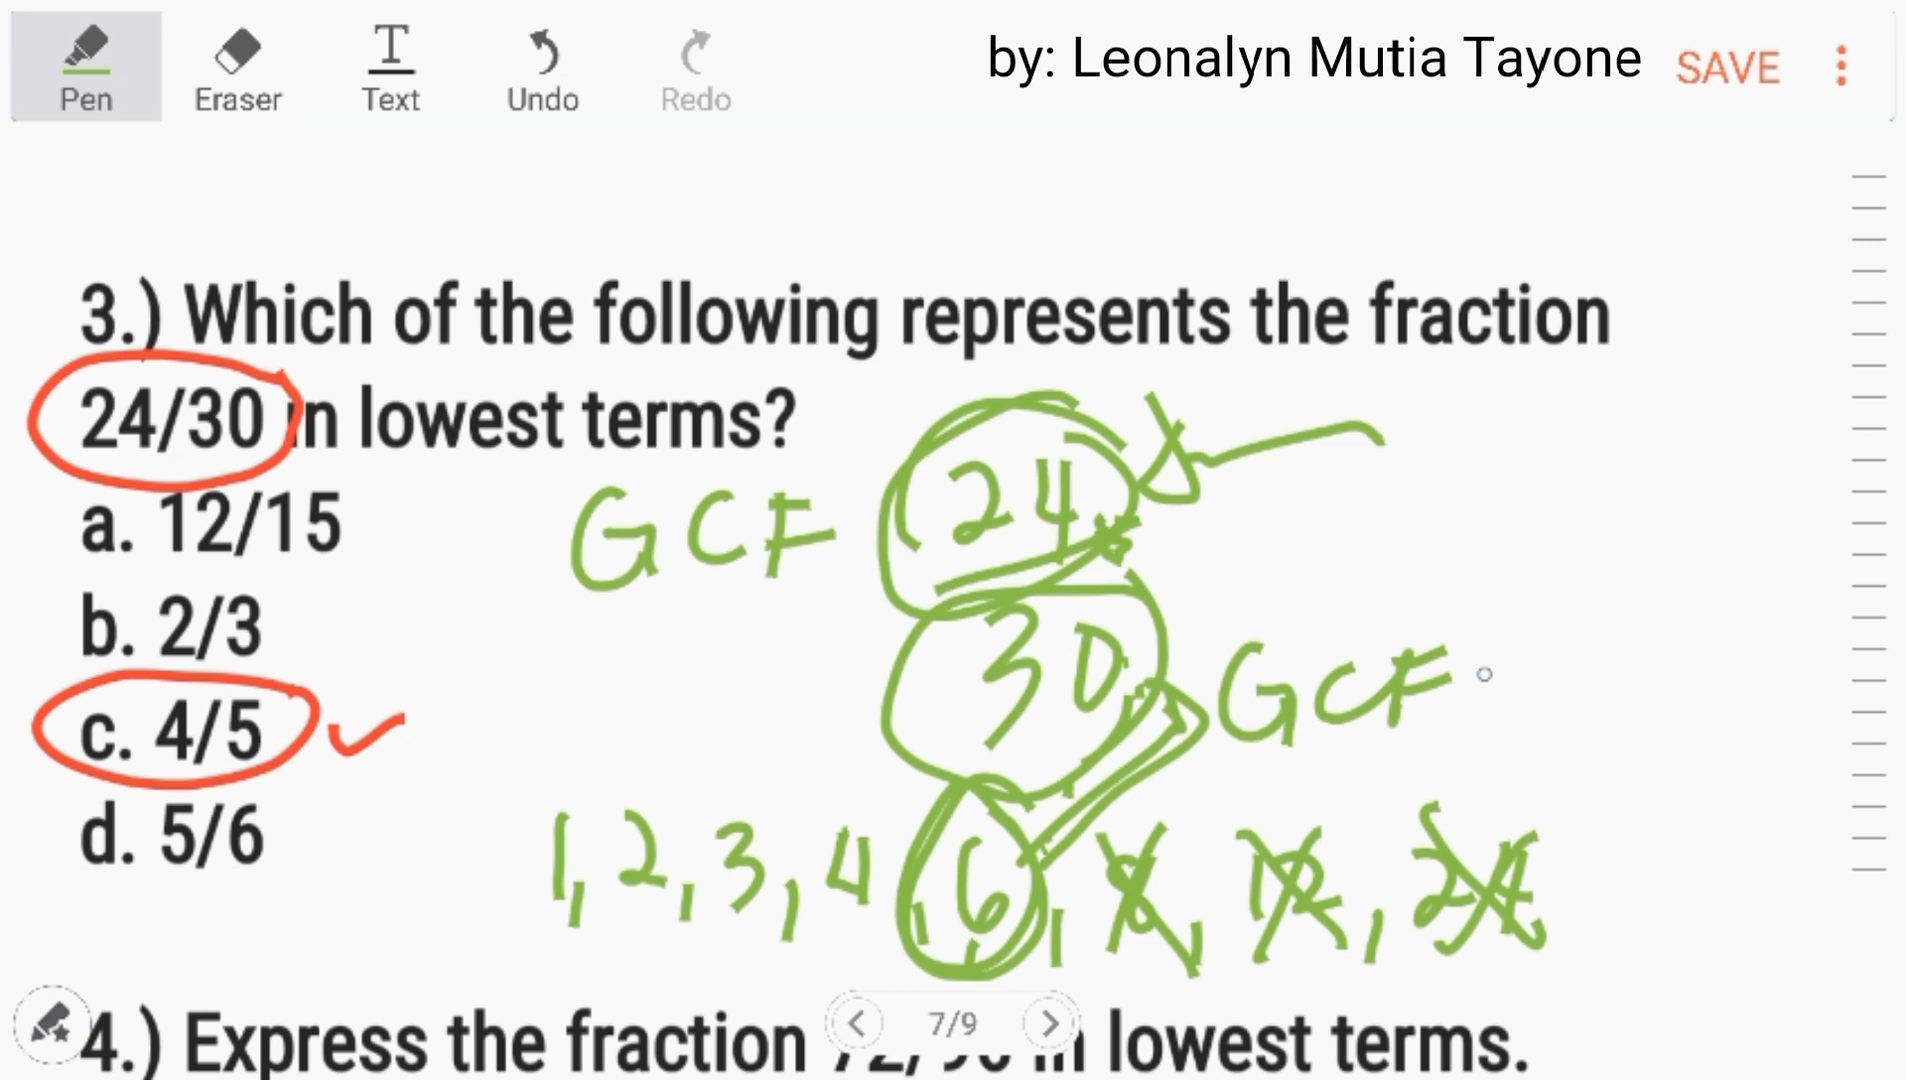 Pen Eraser Text Undo Redo by: Leonalyn Mutia Tayone SAVE
3.) Which of the following represents the fraction
24/30 in lowest terms?
a. 12/15
b. 2/3
c. 4/5
d. 5/6
GCF 24
30 GCF
1, 2, 3, 4, 6, 8, 12, 24
4.) Express the fraction in lowest terms.
7/9